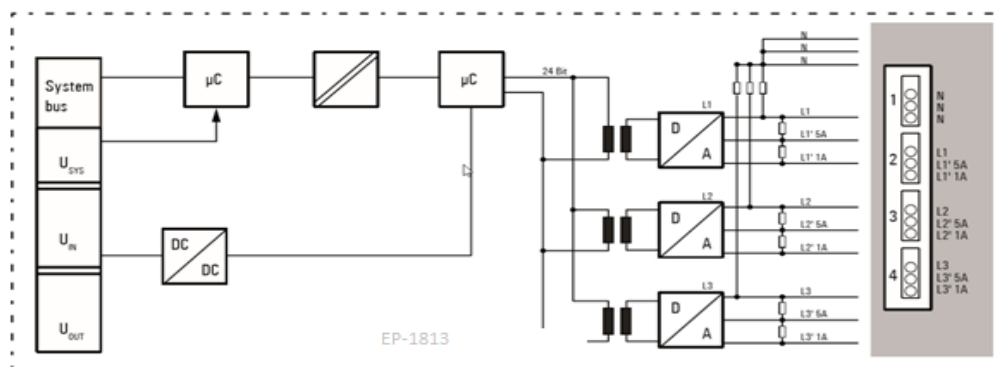 System
bus
U SYS
U IN
U OUT
µC
µC
DC
DC
24 Bit
L1
D
A
L2
D
A
L3
D
A
N
N
N
L1
L1' 5A
L1' 1A
L2
L2' 5A
L2' 1A
L3
L3' 5A
L3' 1A
1
N
N
N
2
L1
L1' 5A
L1' 1A
3
L2
L2' 5A
L2' 1A
4
L3
L3' 5A
L3' 1A
EP-1813